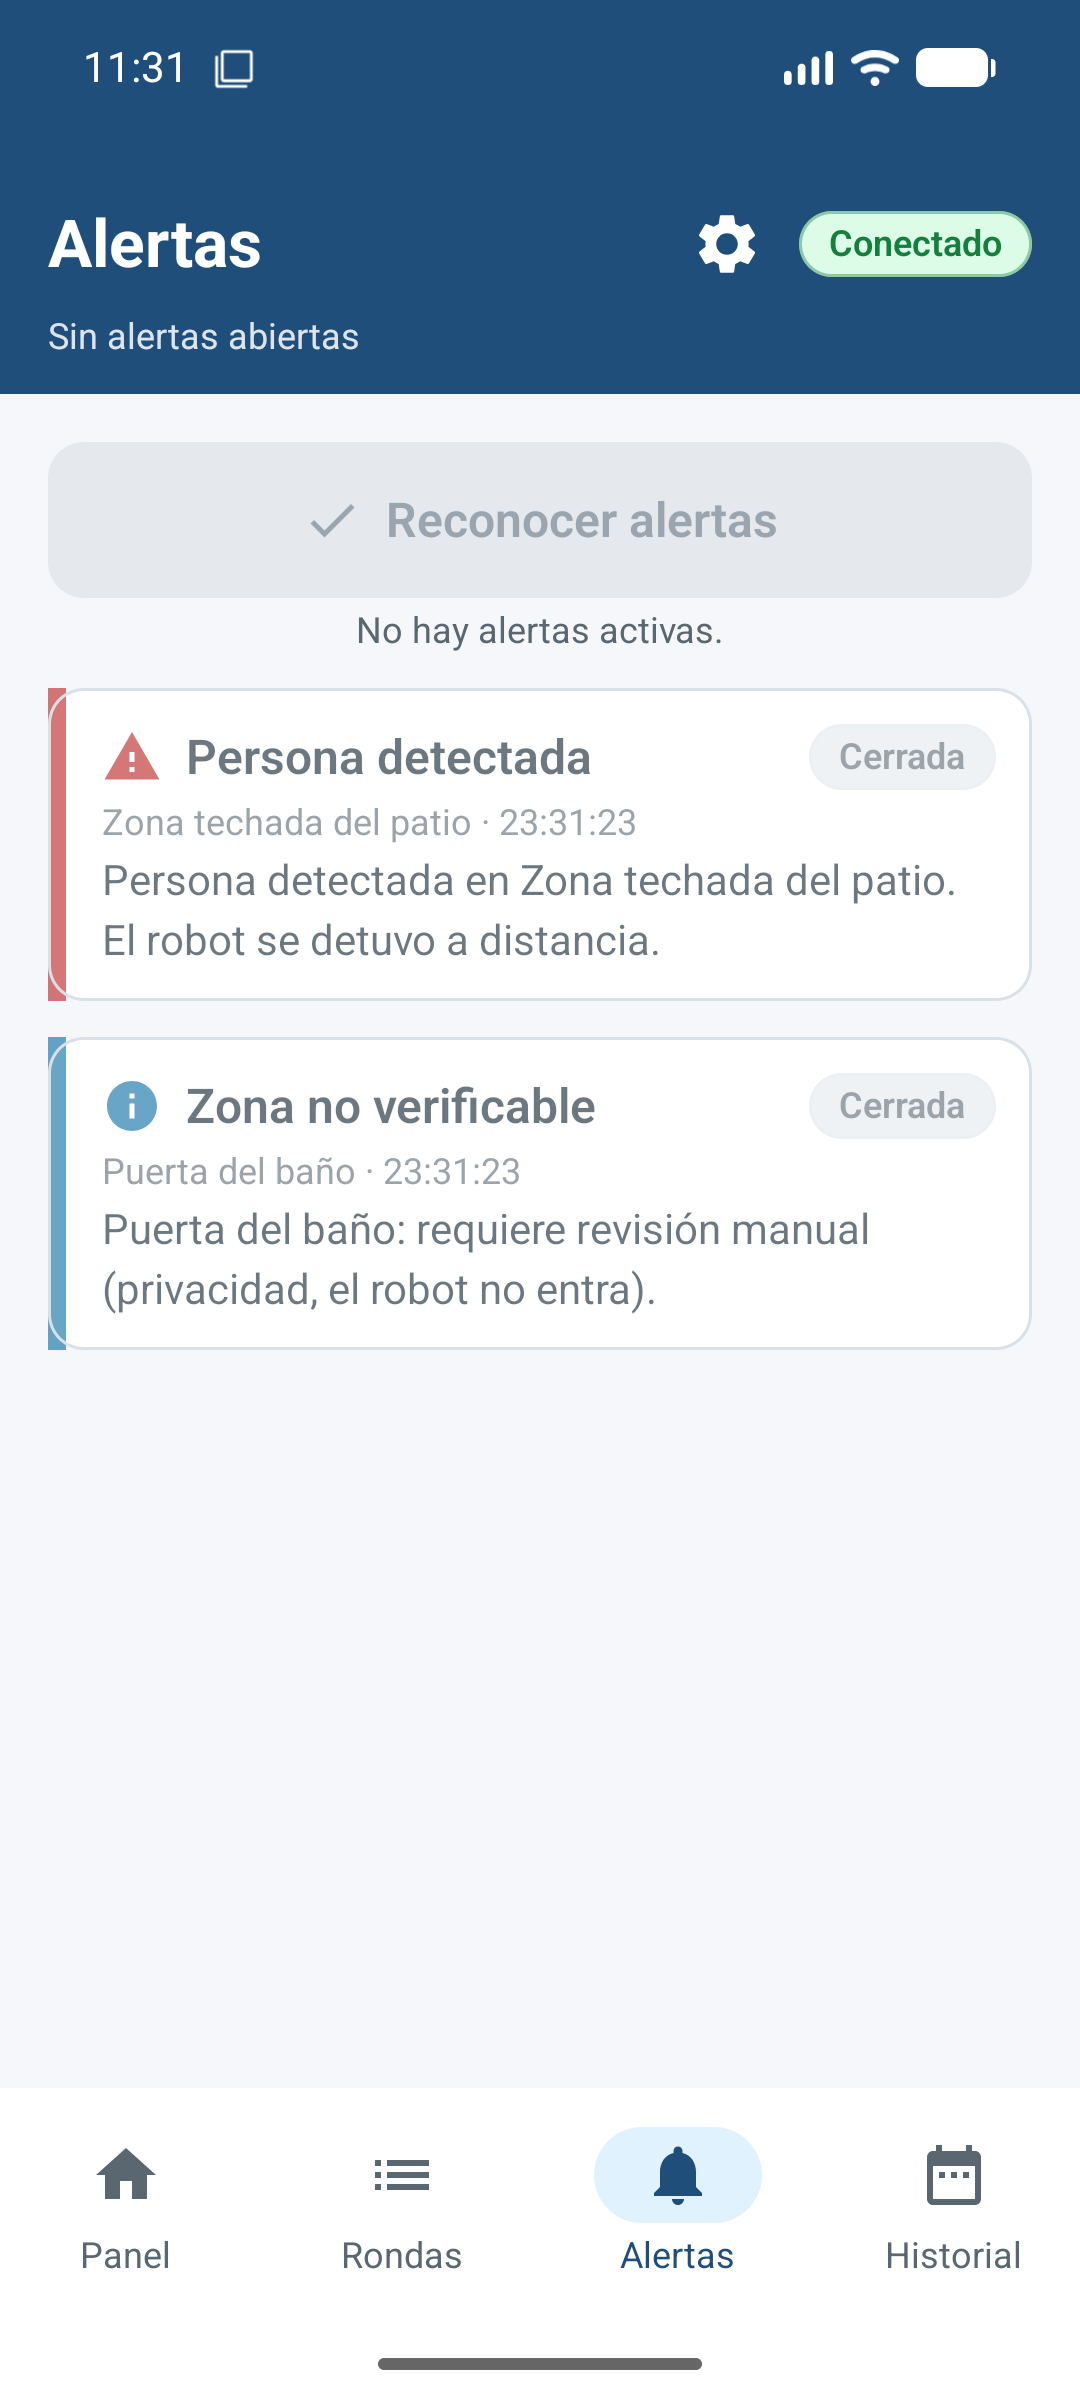 11:31
Alertas
Conectado
Sin alertas abiertas
Reconocer alertas
No hay alertas activas.
Persona detectada
Cerrada
Zona techada del patio · 23:31:23
Persona detectada en Zona techada del patio.
El robot se detuvo a distancia.
Zona no verificable
Cerrada
Puerta del baño · 23:31:23
Puerta del baño: requiere revisión manual
(privacidad, el robot no entra).
Panel
Rondas
Alertas
Historial